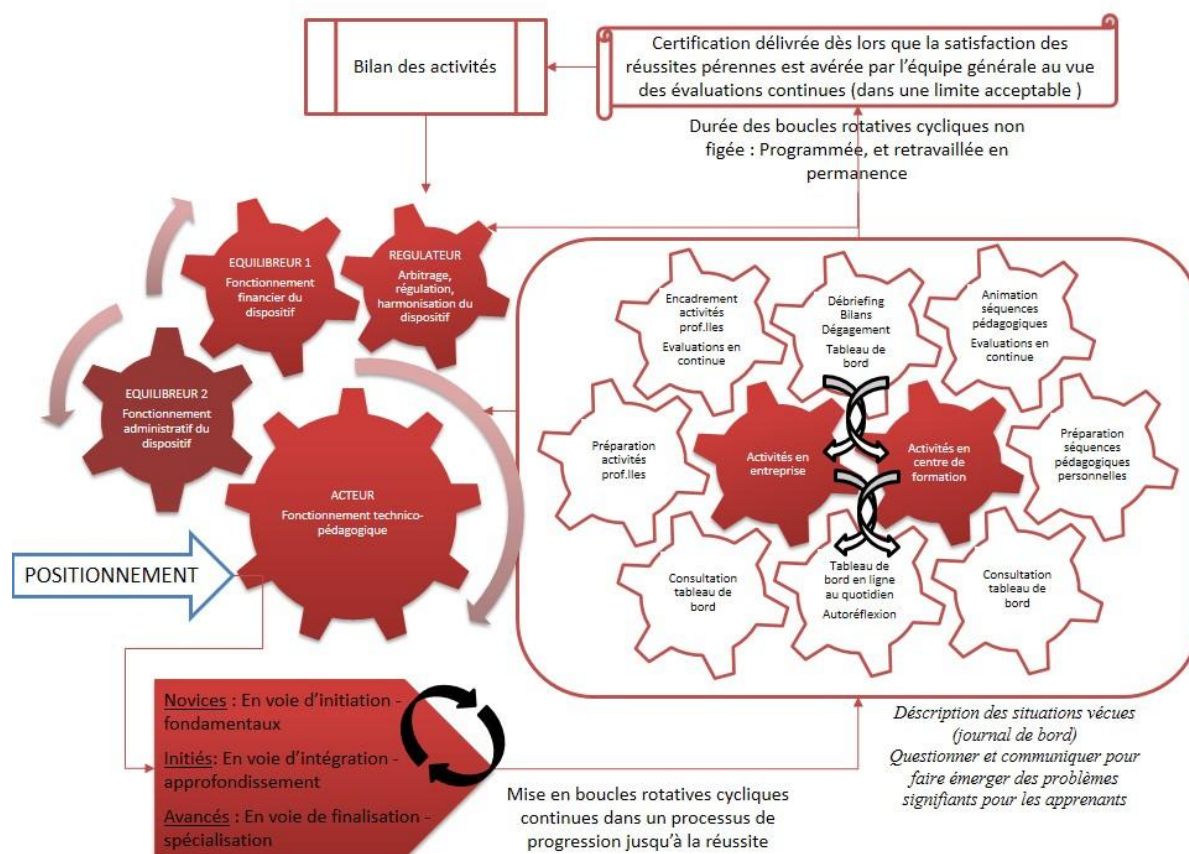 Bilan des activités
Certification délivrée dès lors que la satisfaction des
réussites pérennes est avérée par l'équipe générale au vue
des évaluations continues (dans une limite acceptable )
Durée des boucles rotatives cycliques non
figée : Programmée, et retravaillée en
permanence
EQUILIBREUR 1
Fonctionnement
financier du
dispositif
REGULATEUR
Arbitrage,
régulation,
harmonisation du
dispositif
EQUILIBREUR 2
Fonctionnement
administratif du
dispositif
ACTEUR
Fonctionnement technico-
pédagogique
POSITIONNEMENT
Encadrement
activités
prof.lles
Evaluations en
continue
Débriefing
Bilans
Dégagement
Tableau de
bord
Animation
séquences
pédagogiques
Evaluations en
continue
Préparation
activités
prof.lles
Activités en
entreprise
Activités en
centre de
formation
Préparation
séquences
pédagogiques
personnelles
Consultation
tableau de
bord
Tableau de
bord en ligne
au quotidien
Autoréflexion
Consultation
tableau de
bord
Novices : En voie d'initiation -
fondamentaux
Initiés: En voie d'intégration -
approfondissement
Avancés : En voie de finalisation -
spécialisation
Mise en boucles rotatives cycliques
continues dans un processus de
progression jusqu'à la réussite
Déscription des situations vécues
(journal de bord)
Questionner et communiquer pour
faire émerger des problèmes
signifiants pour les apprenants